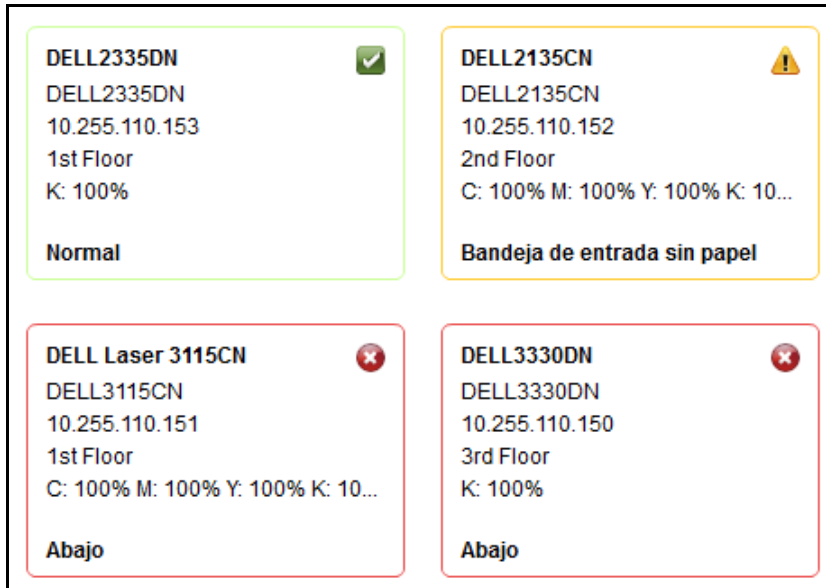 DELL2335DN
DELL2335DN
10.255.110.153
1st Floor
K: 100%
Normal
DELL2135CN
DELL2135CN
10.255.110.152
2nd Floor
C: 100% M: 100% Y: 100% K: 10...
Bandeja de entrada sin papel
DELL Laser 3115CN
DELL3115CN
10.255.110.151
1st Floor
C: 100% M: 100% Y: 100% K: 10...
Abajo
DELL3330DN
DELL3330DN
10.255.110.150
3rd Floor
K: 100%
Abajo